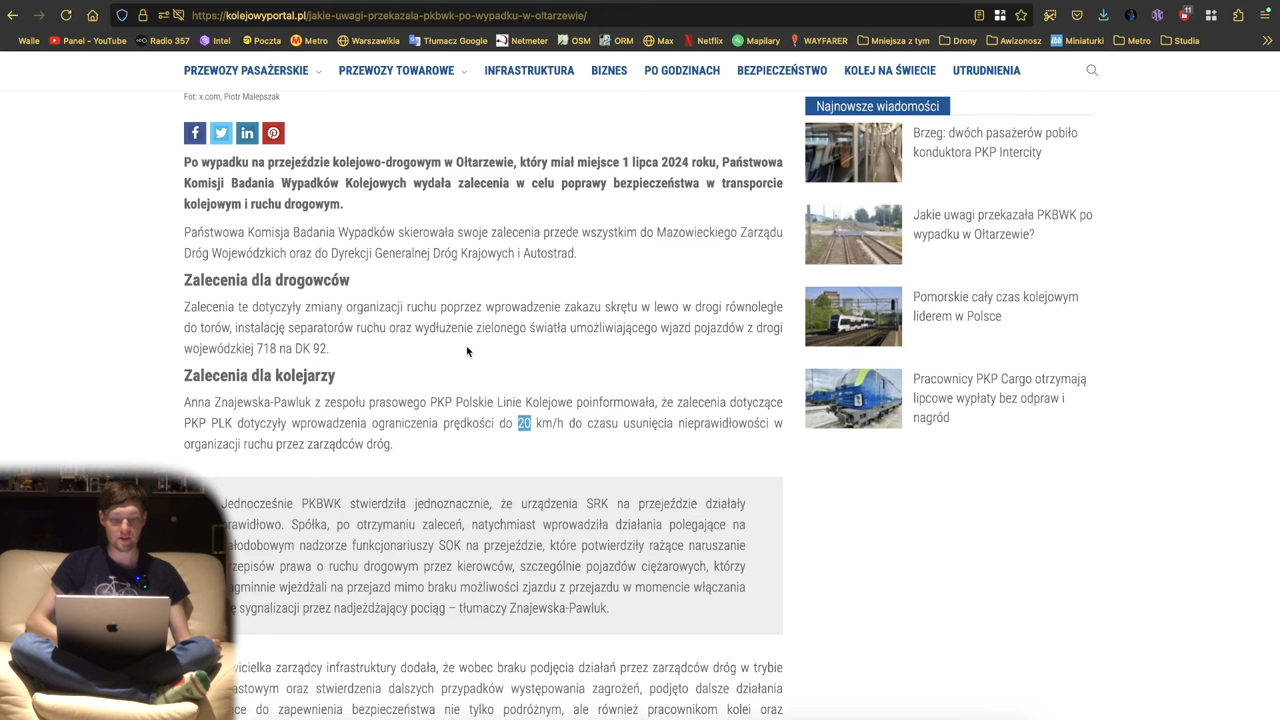 https://kolejowyportal.pl/jakie-uwagi-przekazala-pkbwk-po-wypadku-w-oltarzewie/
11
Walle Panel - YouTube Radio 357 Intel Poczta Metro Warszawikia Tłumacz Google Netmeter OSM ORM Max Netflix Mapilary WAYFARER Mniejsza z tym Drony Awizonosz Miniaturki Metro Studia
PRZEWOZY PASAŻERSKIE PRZEWOZY TOWAROWE INFRASTRUKTURA BIZNES PO GODZINACH BEZPIECZEŃSTWO KOLEJ NA ŚWIECIE UTRUDNIENIA
Fot: x.com, Piotr Malepszak
Po wypadku na przejeździe kolejowo-drogowym w Ołtarzewie, który miał miejsce 1 lipca 2024 roku, Państwowa
Komisji Badania Wypadków Kolejowych wydała zalecenia w celu poprawy bezpieczeństwa w transporcie
kolejowym i ruchu drogowym.
Państwowa Komisja Badania Wypadków skierowała swoje zalecenia przede wszystkim do Mazowieckiego Zarządu
Dróg Wojewódzkich oraz do Dyrekcji Generalnej Dróg Krajowych i Autostrad.
Zalecenia dla drogowców
Zalecenia te dotyczyły zmiany organizacji ruchu poprzez wprowadzenie zakazu skrętu w lewo w drogi równoległe
do torów, instalację separatorów ruchu oraz wydłużenie zielonego światła umożliwiającego wjazd pojazdów z drogi
wojewódzkiej 718 na DK 92.
Zalecenia dla kolejarzy
Anna Znajewska-Pawluk z zespołu prasowego PKP Polskie Linie Kolejowe poinformowała, że zalecenia dotyczące
PKP PLK dotyczyły wprowadzenia ograniczenia prędkości do 20 km/h do czasu usunięcia nieprawidłowości w
organizacji ruchu przez zarządców dróg.
Jednocześnie PKBWK stwierdziła jednoznacznie, że urządzenia SRK na przejeździe działały
rawidłowo. Spółka, po otrzymaniu zaleceń, natychmiast wprowadziła działania polegające na
ałodobowym nadzorze funkcjonariuszy SOK na przejeździe, które potwierdziły rażące naruszanie
rzepisów prawa o ruchu drogowym przez kierowców, szczególnie pojazdów ciężarowych, którzy
agminnie wjeżdżali na przejazd mimo braku możliwości zjazdu z przejazdu w momencie włączania
ę sygnalizacji przez nadjeżdżający pociąg – tłumaczy Znajewska-Pawluk.
wicielka zarządcy infrastruktury dodała, że wobec braku podjęcia działań przez zarządców dróg w trybie
astowym oraz stwierdzenia dalszych przypadków występowania zagrożeń, podjęto dalsze działania
ce do zapewnienia bezpieczeństwa nie tylko podróżnym, ale również pracownikom kolei oraz
Najnowsze wiadomości
Brzeg: dwóch pasażerów pobiło
konduktora PKP Intercity
Jakie uwagi przekazała PKBWK po
wypadku w Ołtarzewie?
Pomorskie cały czas kolejowym
liderem w Polsce
Pracownicy PKP Cargo otrzymają
lipcowe wypłaty bez odpraw i
nagród